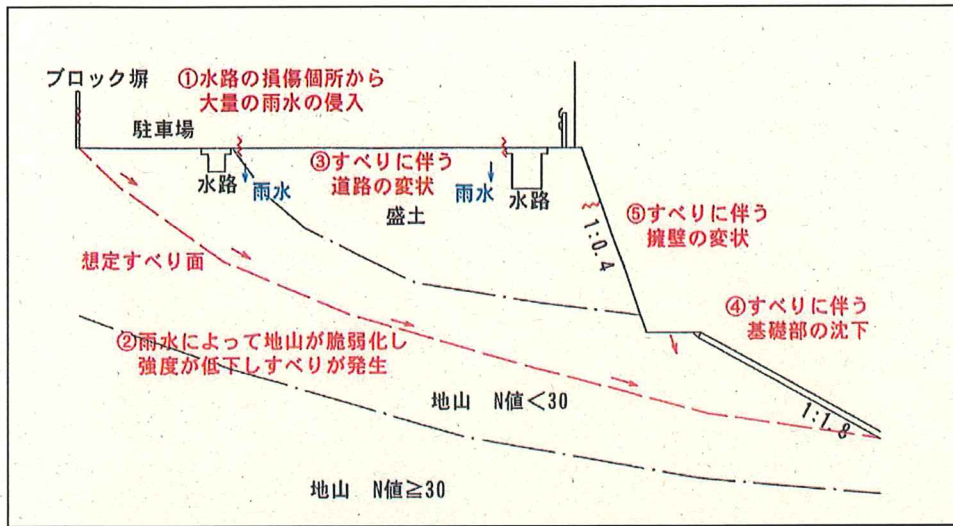 ブロック塀
①水路の損傷個所から
大量の雨水の侵入
駐車場
水路
雨水
③すべりに伴う
道路の変状
雨水
水路
盛土
1:0.4
⑤すべりに伴う
擁壁の変状
想定すべり面
④すべりに伴う
基礎部の沈下
②雨水によって地山が脆弱化し
強度が低下しすべりが発生
地山 N値<30
1:1.8
地山 N値≧30